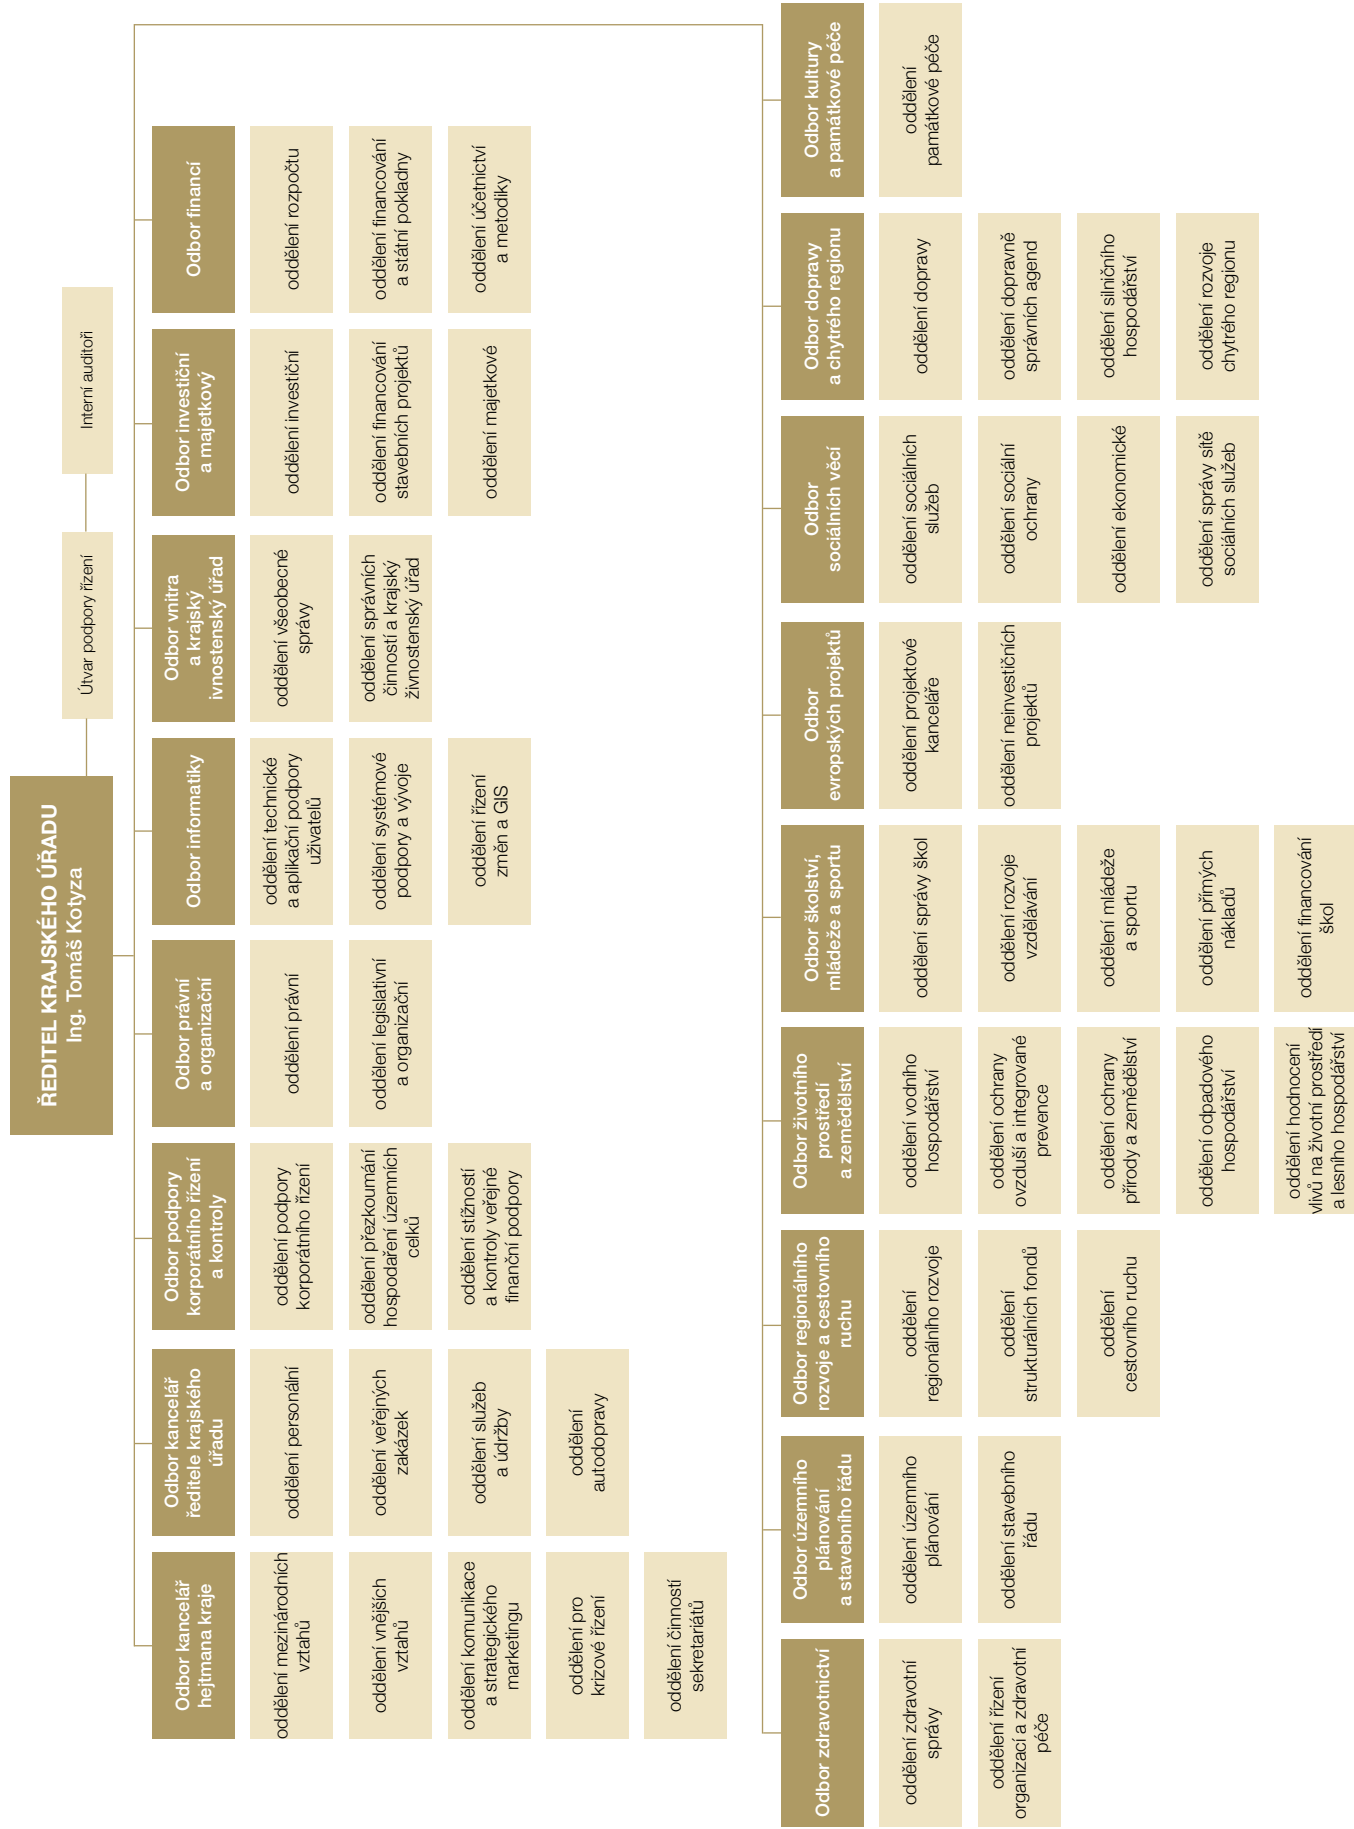 ŘEDITEL KRAJSKÉHO ÚŘADU
Ing. Tomáš Kotyza
Útvar podpory řízení
Interní auditoři
Odbor kancelář
hejtmana kraje
oddělení mezinárodních
vztahů
oddělení vnějších
vztahů
oddělení komunikace
a strategického
marketingu
oddělení pro
krizové řízení
oddělení činností
sekretariátů
Odbor kancelář
ředitele krajského
úřadu
oddělení personální
oddělení veřejných
zakázek
oddělení služeb
a údržby
oddělení
autodopravy
Odbor podpory
korporátního řízení
a kontroly
oddělení podpory
korporátního řízení
oddělení přezkoumání
hospodaření územních
celků
oddělení stížností
a kontroly veřejné
finanční podpory
Odbor právní
a organizační
oddělení právní
oddělení legislativní
a organizační
Odbor informatiky
oddělení technické
a aplikační podpory
uživatelů
oddělení systémové
podpory a vývoje
oddělení řízení
změn a GIS
Odbor vnitra
a krajský
ivnostenský úřad
oddělení všeobecné
správy
oddělení správních
činností a krajský
živnostenský úřad
Odbor investiční
a majetkový
oddělení investiční
oddělení financování
stavebních projektů
oddělení majetkové
Odbor financí
oddělení rozpočtu
oddělení financování
a státní pokladny
oddělení účetnictví
a metodiky
Odbor zdravotnictví
oddělení zdravotní
správy
oddělení řízení
organizací a zdravotní
péče
Odbor územního
plánování
a stavebního řádu
oddělení územního
plánování
oddělení stavebního
řádu
Odbor regionálního
rozvoje a cestovního
ruchu
oddělení
regionálního rozvoje
oddělení
strukturálních fondů
oddělení
cestovního ruchu
Odbor životního
prostředí
a zemědělství
oddělení vodního
hospodářství
oddělení ochrany
ovzduší a integrované
prevence
oddělení ochrany
přírody a zemědělství
oddělení odpadového
hospodářství
oddělení hodnocení
vlivů na životní prostředí
a lesního hospodářství
Odbor školství,
mládeže a sportu
oddělení správy škol
oddělení rozvoje
vzdělávání
oddělení mládeže
a sportu
oddělení přímých
nákladů
oddělení financování
škol
Odbor
evropských projektů
oddělení projektové
kanceláře
oddělení neinvestičních
projektů
Odbor
sociálních věcí
oddělení sociálních
služeb
oddělení sociální
ochrany
oddělení ekonomické
oddělení správy sítě
sociálních služeb
Odbor dopravy
a chytrého regionu
oddělení dopravy
oddělení dopravně
správních agend
oddělení silničního
hospodářství
oddělení rozvoje
chytrého regionu
Odbor kultury
a památkové péče
oddělení
památkové péče